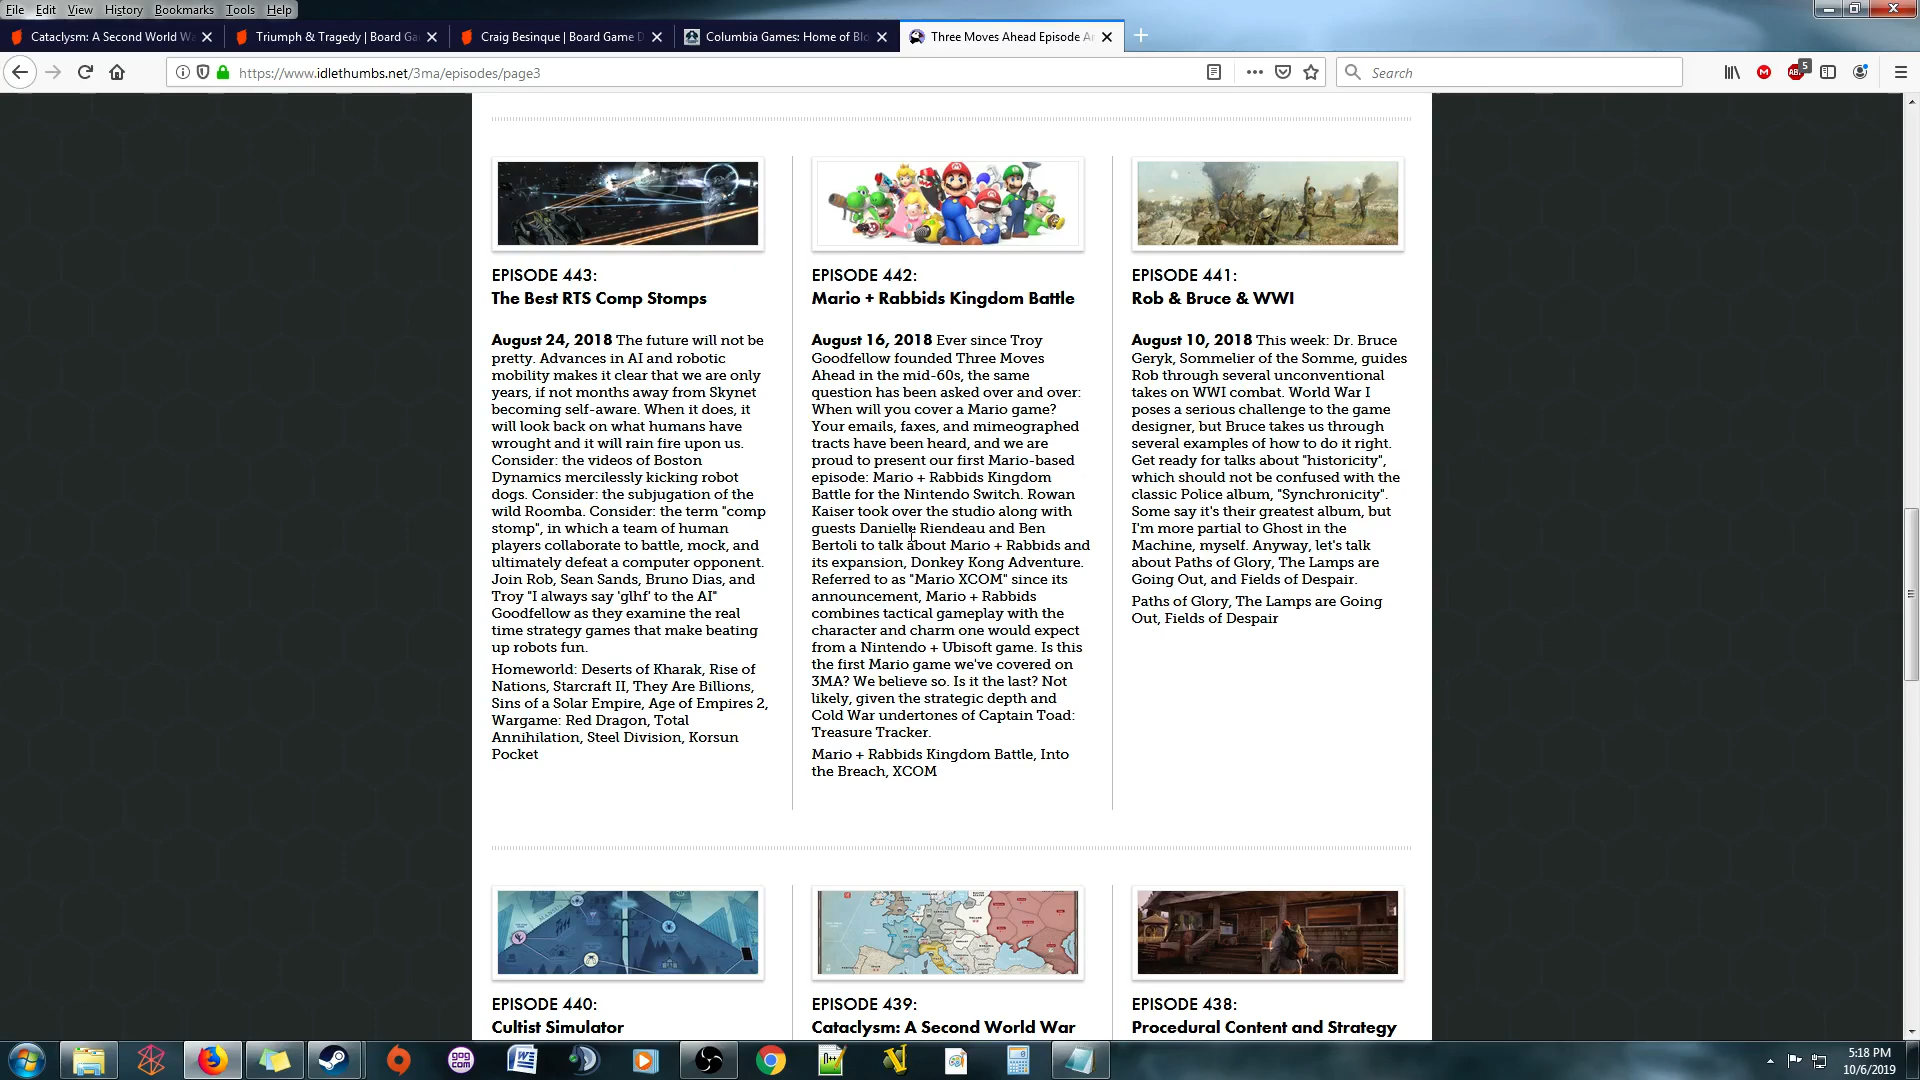 File Edit View History Bookmarks Tools Help
Cataclysm: A Second World W
Triumph & Tragedy | Board Ga
Craig Besinque | Board Game D
Columbia Games: Home of Blo
Three Moves Ahead Episode Ar
https://www.idlethumbs.net/3ma/episodes/page3
Search
5
EPISODE 443:
The Best RTS Comp Stomps
August 24, 2018 The future will not be
pretty. Advances in AI and robotic
mobility makes it clear that we are only
years, if not months away from Skynet
becoming self-aware. When it does, it
will look back on what humans have
wrought and it will rain fire upon us.
Consider: the videos of Boston
Dynamics mercilessly kicking robot
dogs. Consider: the subjugation of the
wild Roomba. Consider: the term "comp
stomp", in which a team of human
players collaborate to battle, mock, and
ultimately defeat a computer opponent.
Join Rob, Sean Sands, Bruno Dias, and
Troy "I always say 'glhf' to the AI"
Goodfellow as they examine the real
time strategy games that make beating
up robots fun.
Homeworld: Deserts of Kharak, Rise of
Nations, Starcraft II, They Are Billions,
Sins of a Solar Empire, Age of Empires 2,
Wargame: Red Dragon, Total
Annihilation, Steel Division, Korsun
Pocket
EPISODE 442:
Mario + Rabbids Kingdom Battle
August 16, 2018 Ever since Troy
Goodfellow founded Three Moves
Ahead in the mid-60s, the same
question has been asked over and over:
When will you cover a Mario game?
Your emails, faxes, and mimeographed
tracts have been heard, and we are
proud to present our first Mario-based
episode: Mario + Rabbids Kingdom
Battle for the Nintendo Switch. Rowan
Kaiser took over the studio along with
guests Danielle Riendeau and Ben
Bertoli to talk about Mario + Rabbids and
its expansion, Donkey Kong Adventure.
Referred to as "Mario XCOM" since its
announcement, Mario + Rabbids
combines tactical gameplay with the
character and charm one would expect
from a Nintendo + Ubisoft game. Is this
the first Mario game we've covered on
3MA? We believe so. Is it the last? Not
likely, given the strategic depth and
Cold War undertones of Captain Toad:
Treasure Tracker.
Mario + Rabbids Kingdom Battle, Into
the Breach, XCOM
EPISODE 441:
Rob & Bruce & WWI
August 10, 2018 This week: Dr. Bruce
Geryk, Sommelier of the Somme, guides
Rob through several unconventional
takes on WWI combat. World War I
poses a serious challenge to the game
designer, but Bruce takes us through
several examples of how to do it right.
Get ready for talks about "historicity",
which should not be confused with the
classic Police album, "Synchronicity".
Some say it's their greatest album, but
I'm more partial to Ghost in the
Machine, myself. Anyway, let's talk
about Paths of Glory, The Lamps are
Going Out, and Fields of Despair.
Paths of Glory, The Lamps are Going
Out, Fields of Despair
EPISODE 440:
Cultist Simulator
EPISODE 439:
Cataclysm: A Second World War
EPISODE 438:
Procedural Content and Strategy
5:18 PM
10/6/2019